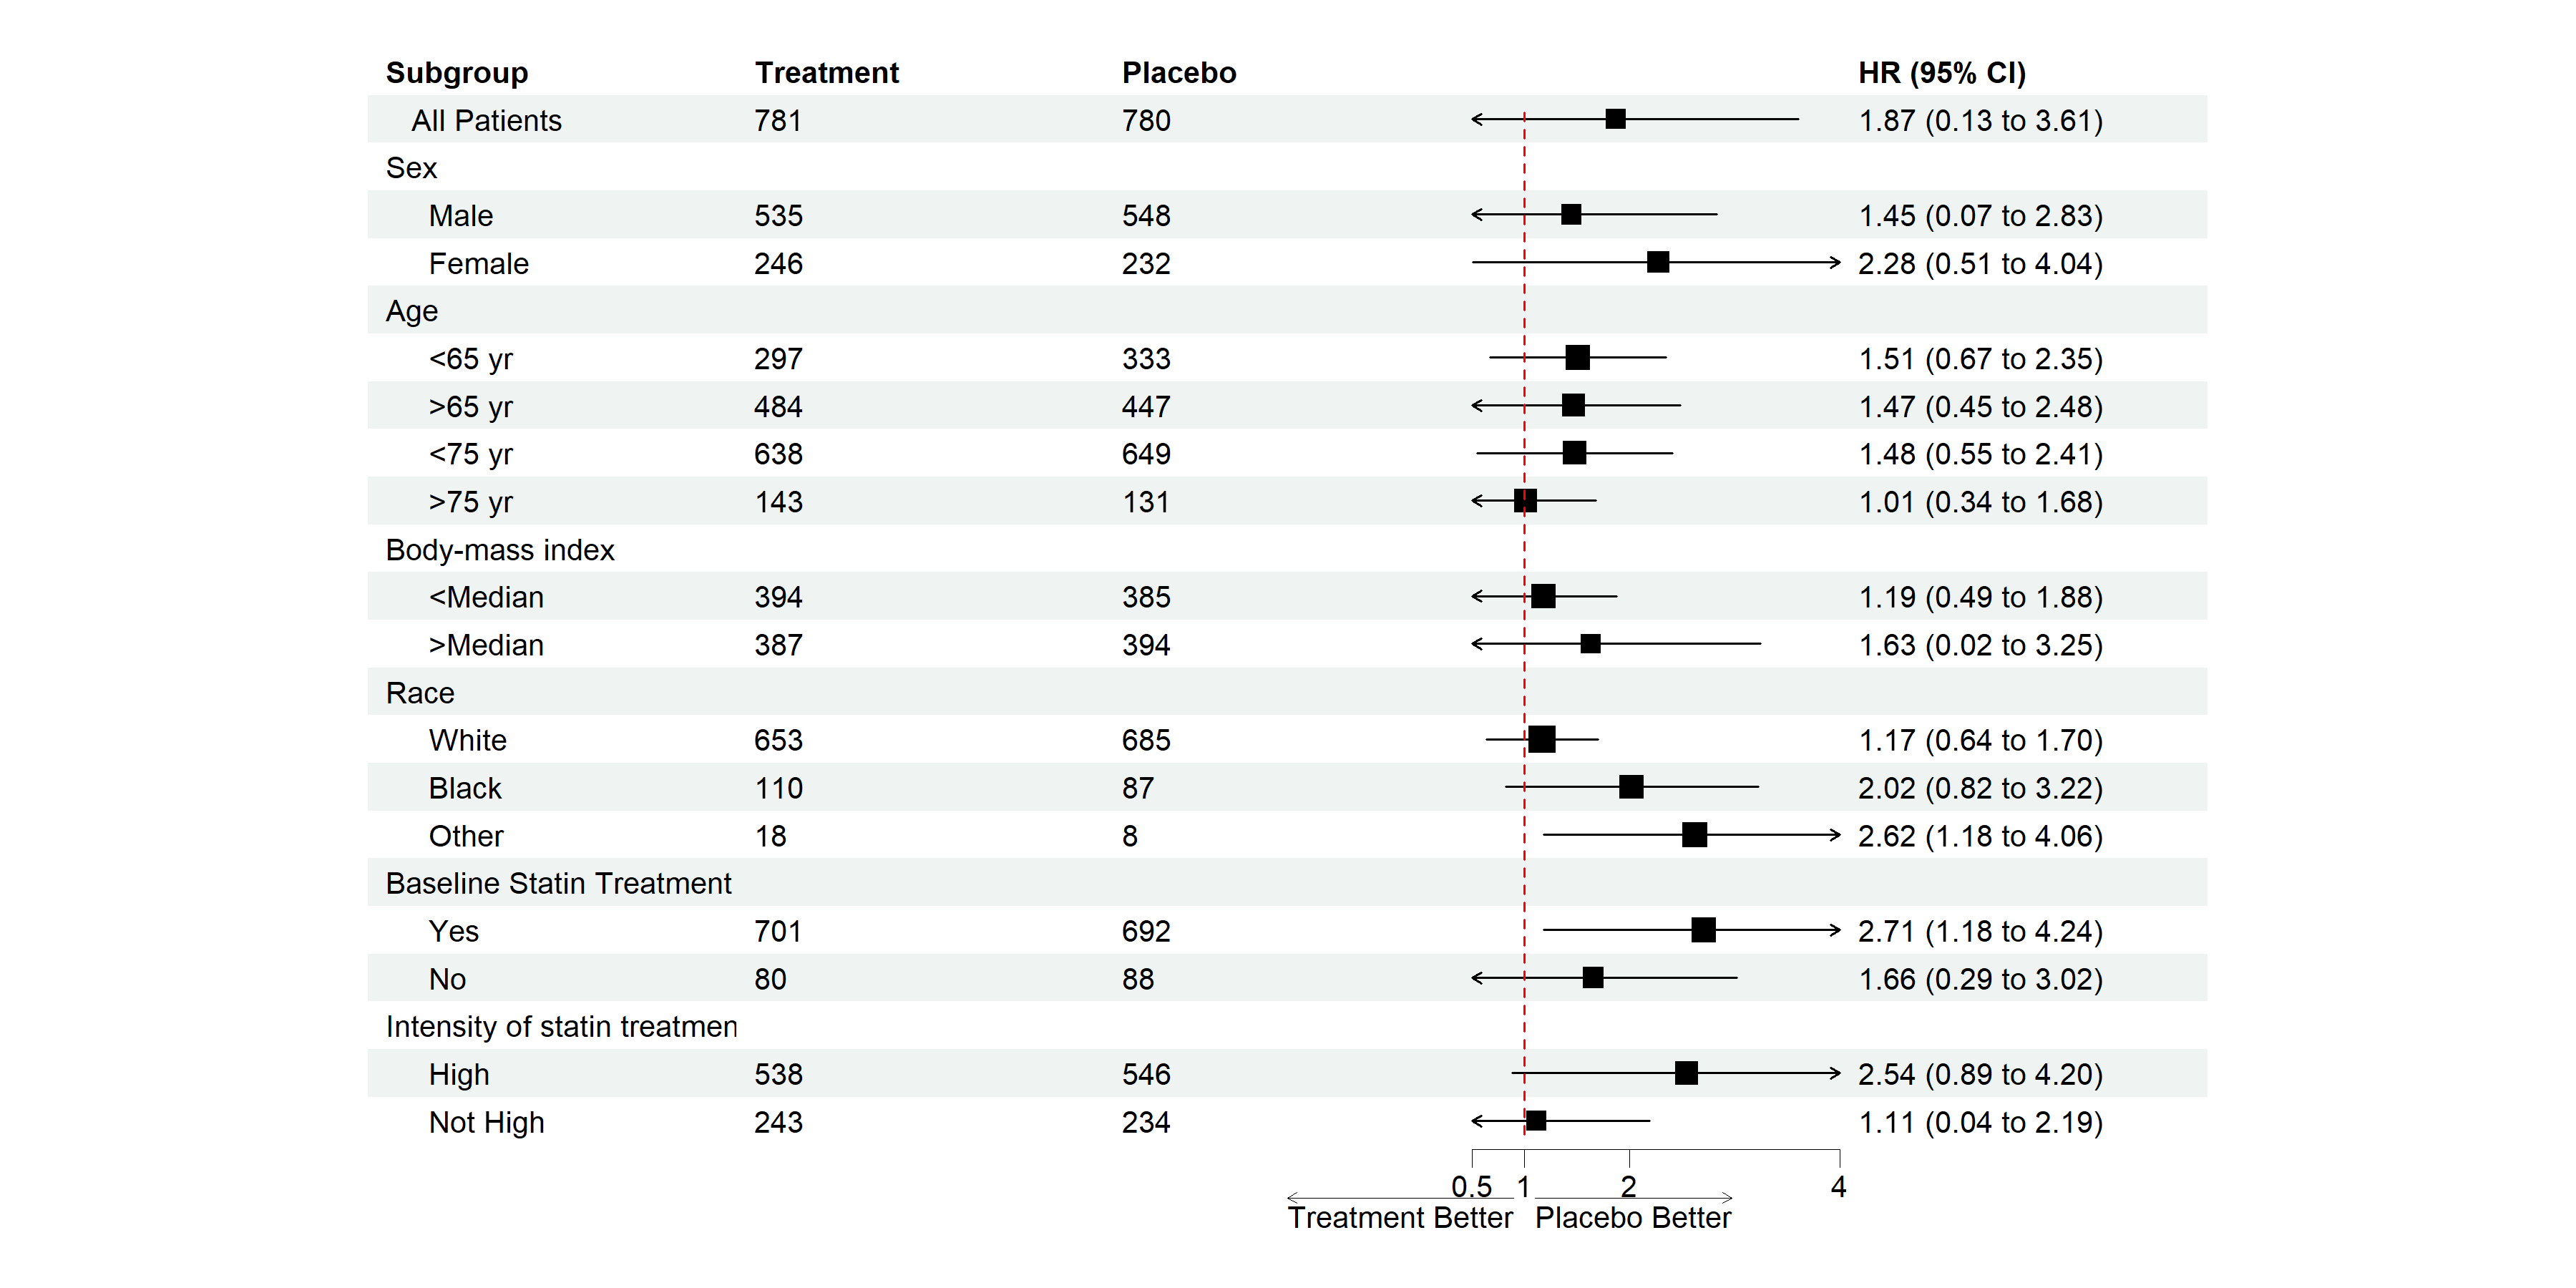 Subgroup Treatment Placebo HR (95% CI)
All Patients 781 780 1.87 (0.13 to 3.61)
Sex
Male 535 548 1.45 (0.07 to 2.83)
Female 246 232 2.28 (0.51 to 4.04)
Age
<65 yr 297 333 1.51 (0.67 to 2.35)
>65 yr 484 447 1.47 (0.45 to 2.48)
<75 yr 638 649 1.48 (0.55 to 2.41)
>75 yr 143 131 1.01 (0.34 to 1.68)
Body-mass index
<Median 394 385 1.19 (0.49 to 1.88)
>Median 387 394 1.63 (0.02 to 3.25)
Race
White 653 685 1.17 (0.64 to 1.70)
Black 110 87 2.02 (0.82 to 3.22)
Other 18 8 2.62 (1.18 to 4.06)
Baseline Statin Treatment
Yes 701 692 2.71 (1.18 to 4.24)
No 80 88 1.66 (0.29 to 3.02)
Intensity of statin treatmen
High 538 546 2.54 (0.89 to 4.20)
Not High 243 234 1.11 (0.04 to 2.19)
0.5 1 2 4
Treatment Better Placebo Better